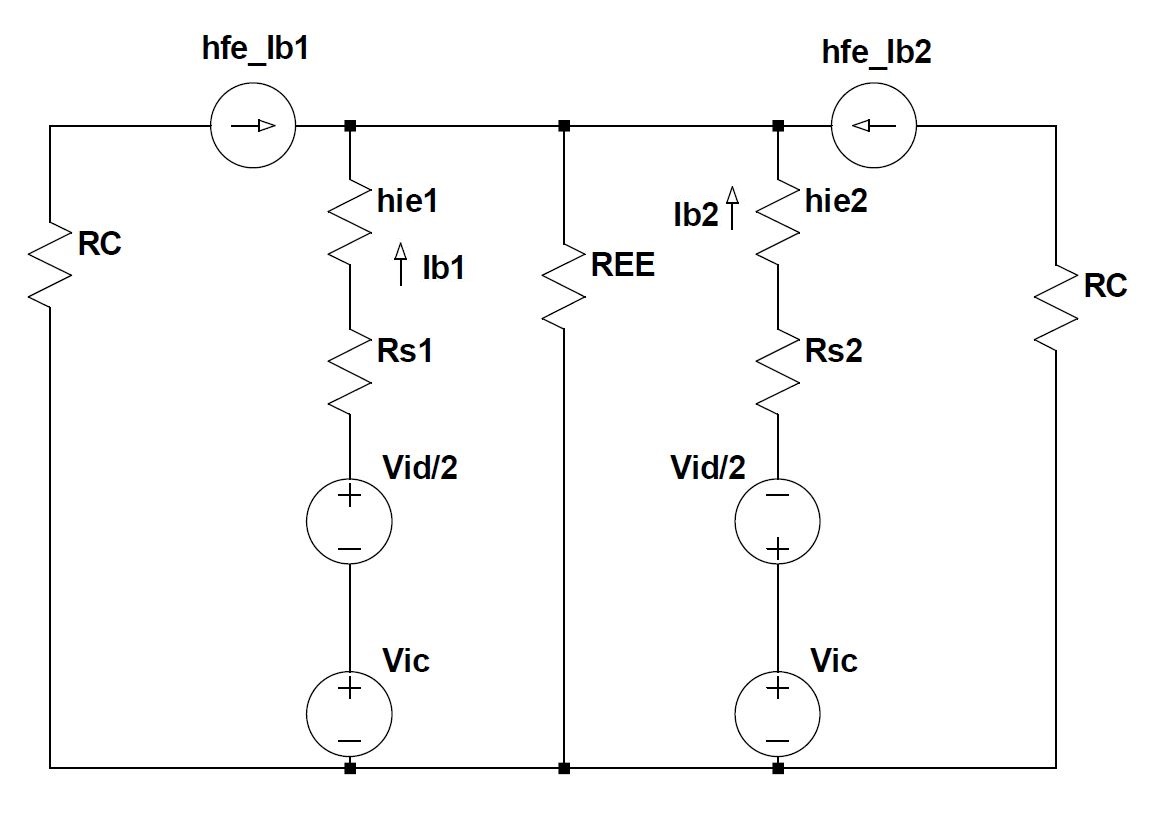 hfe_Ib1
hfe_Ib2
hie1
Ib2
hie2
RC
Ib1
REE
RC
Rs1
Rs2
Vid/2
Vid/2
+
−
−
+
Vic
Vic
+
−
+
−